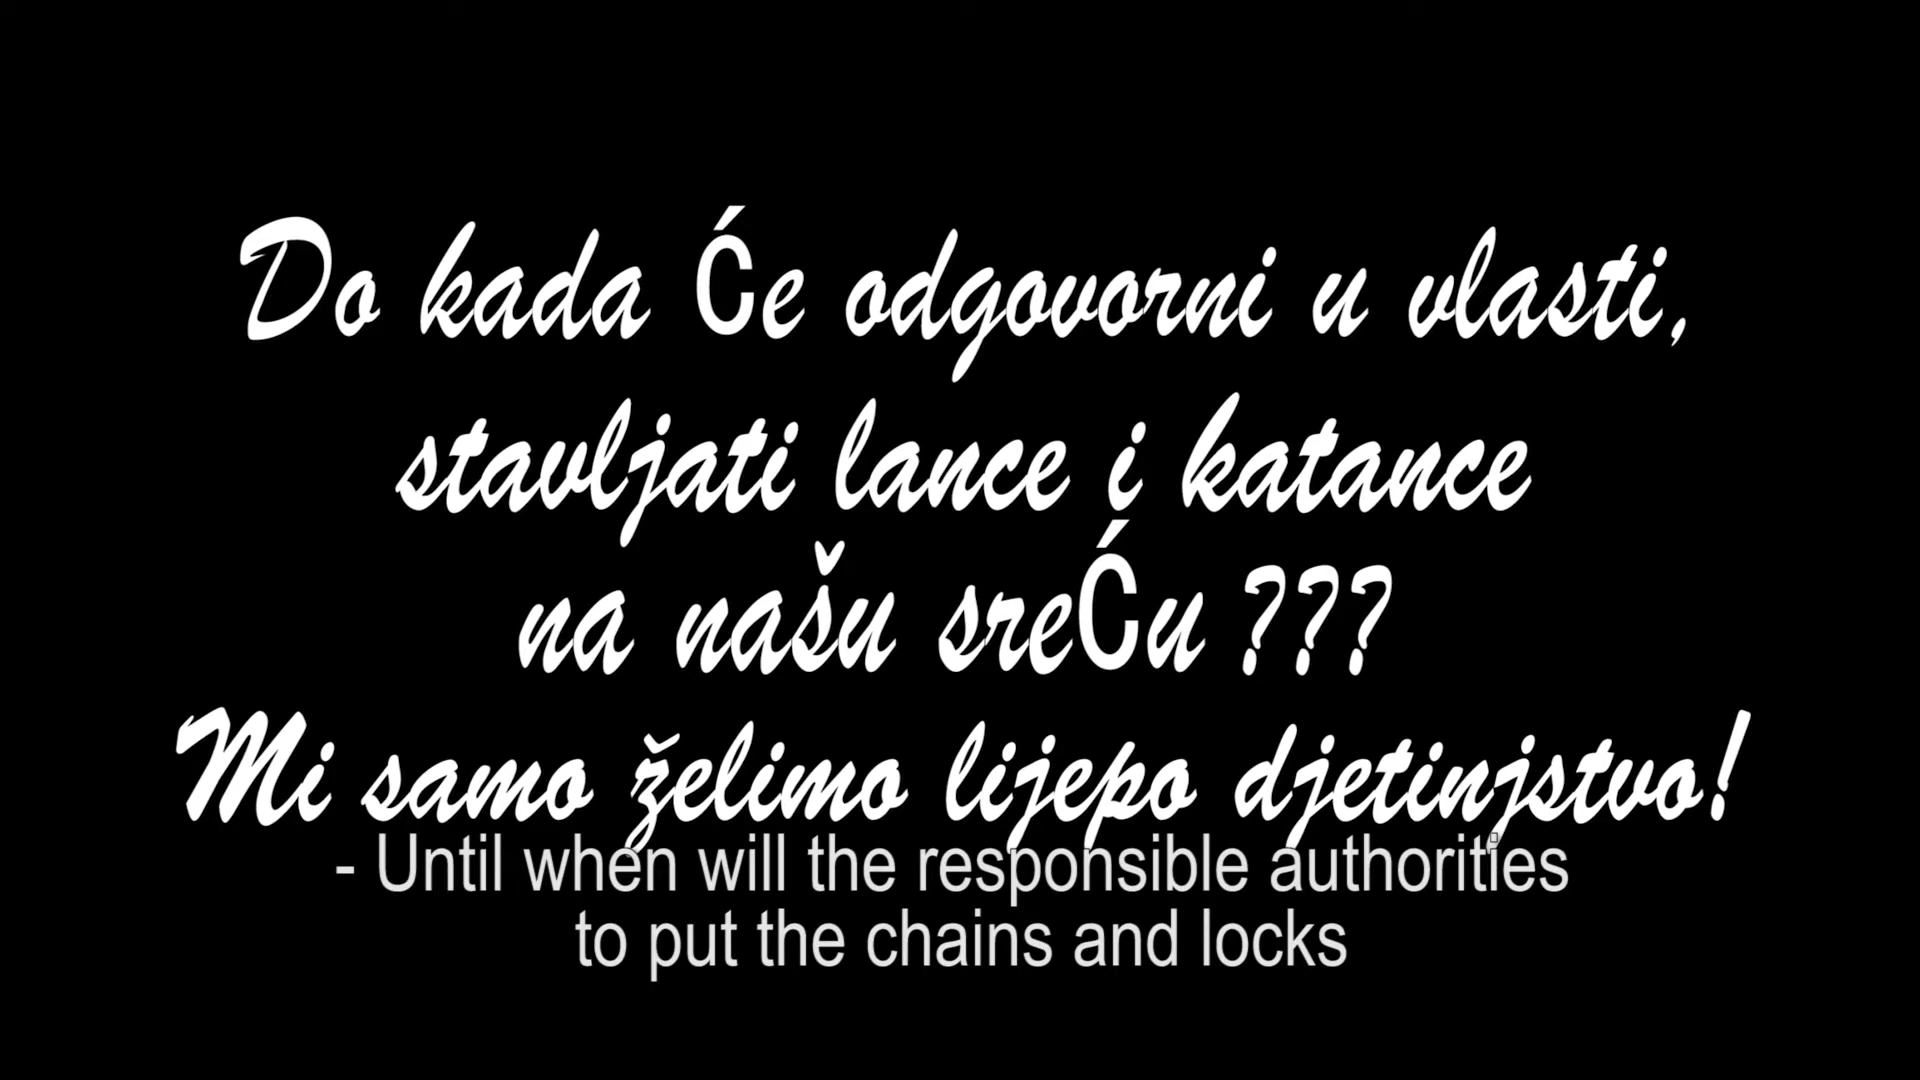 Do kada Će odgovorni u vlasti,
stavljati lance i katance
na našu sreĆu ???
Mi samo želimo lijepo djetinjstvo!
- Until when will the responsible authorities
to put the chains and locks